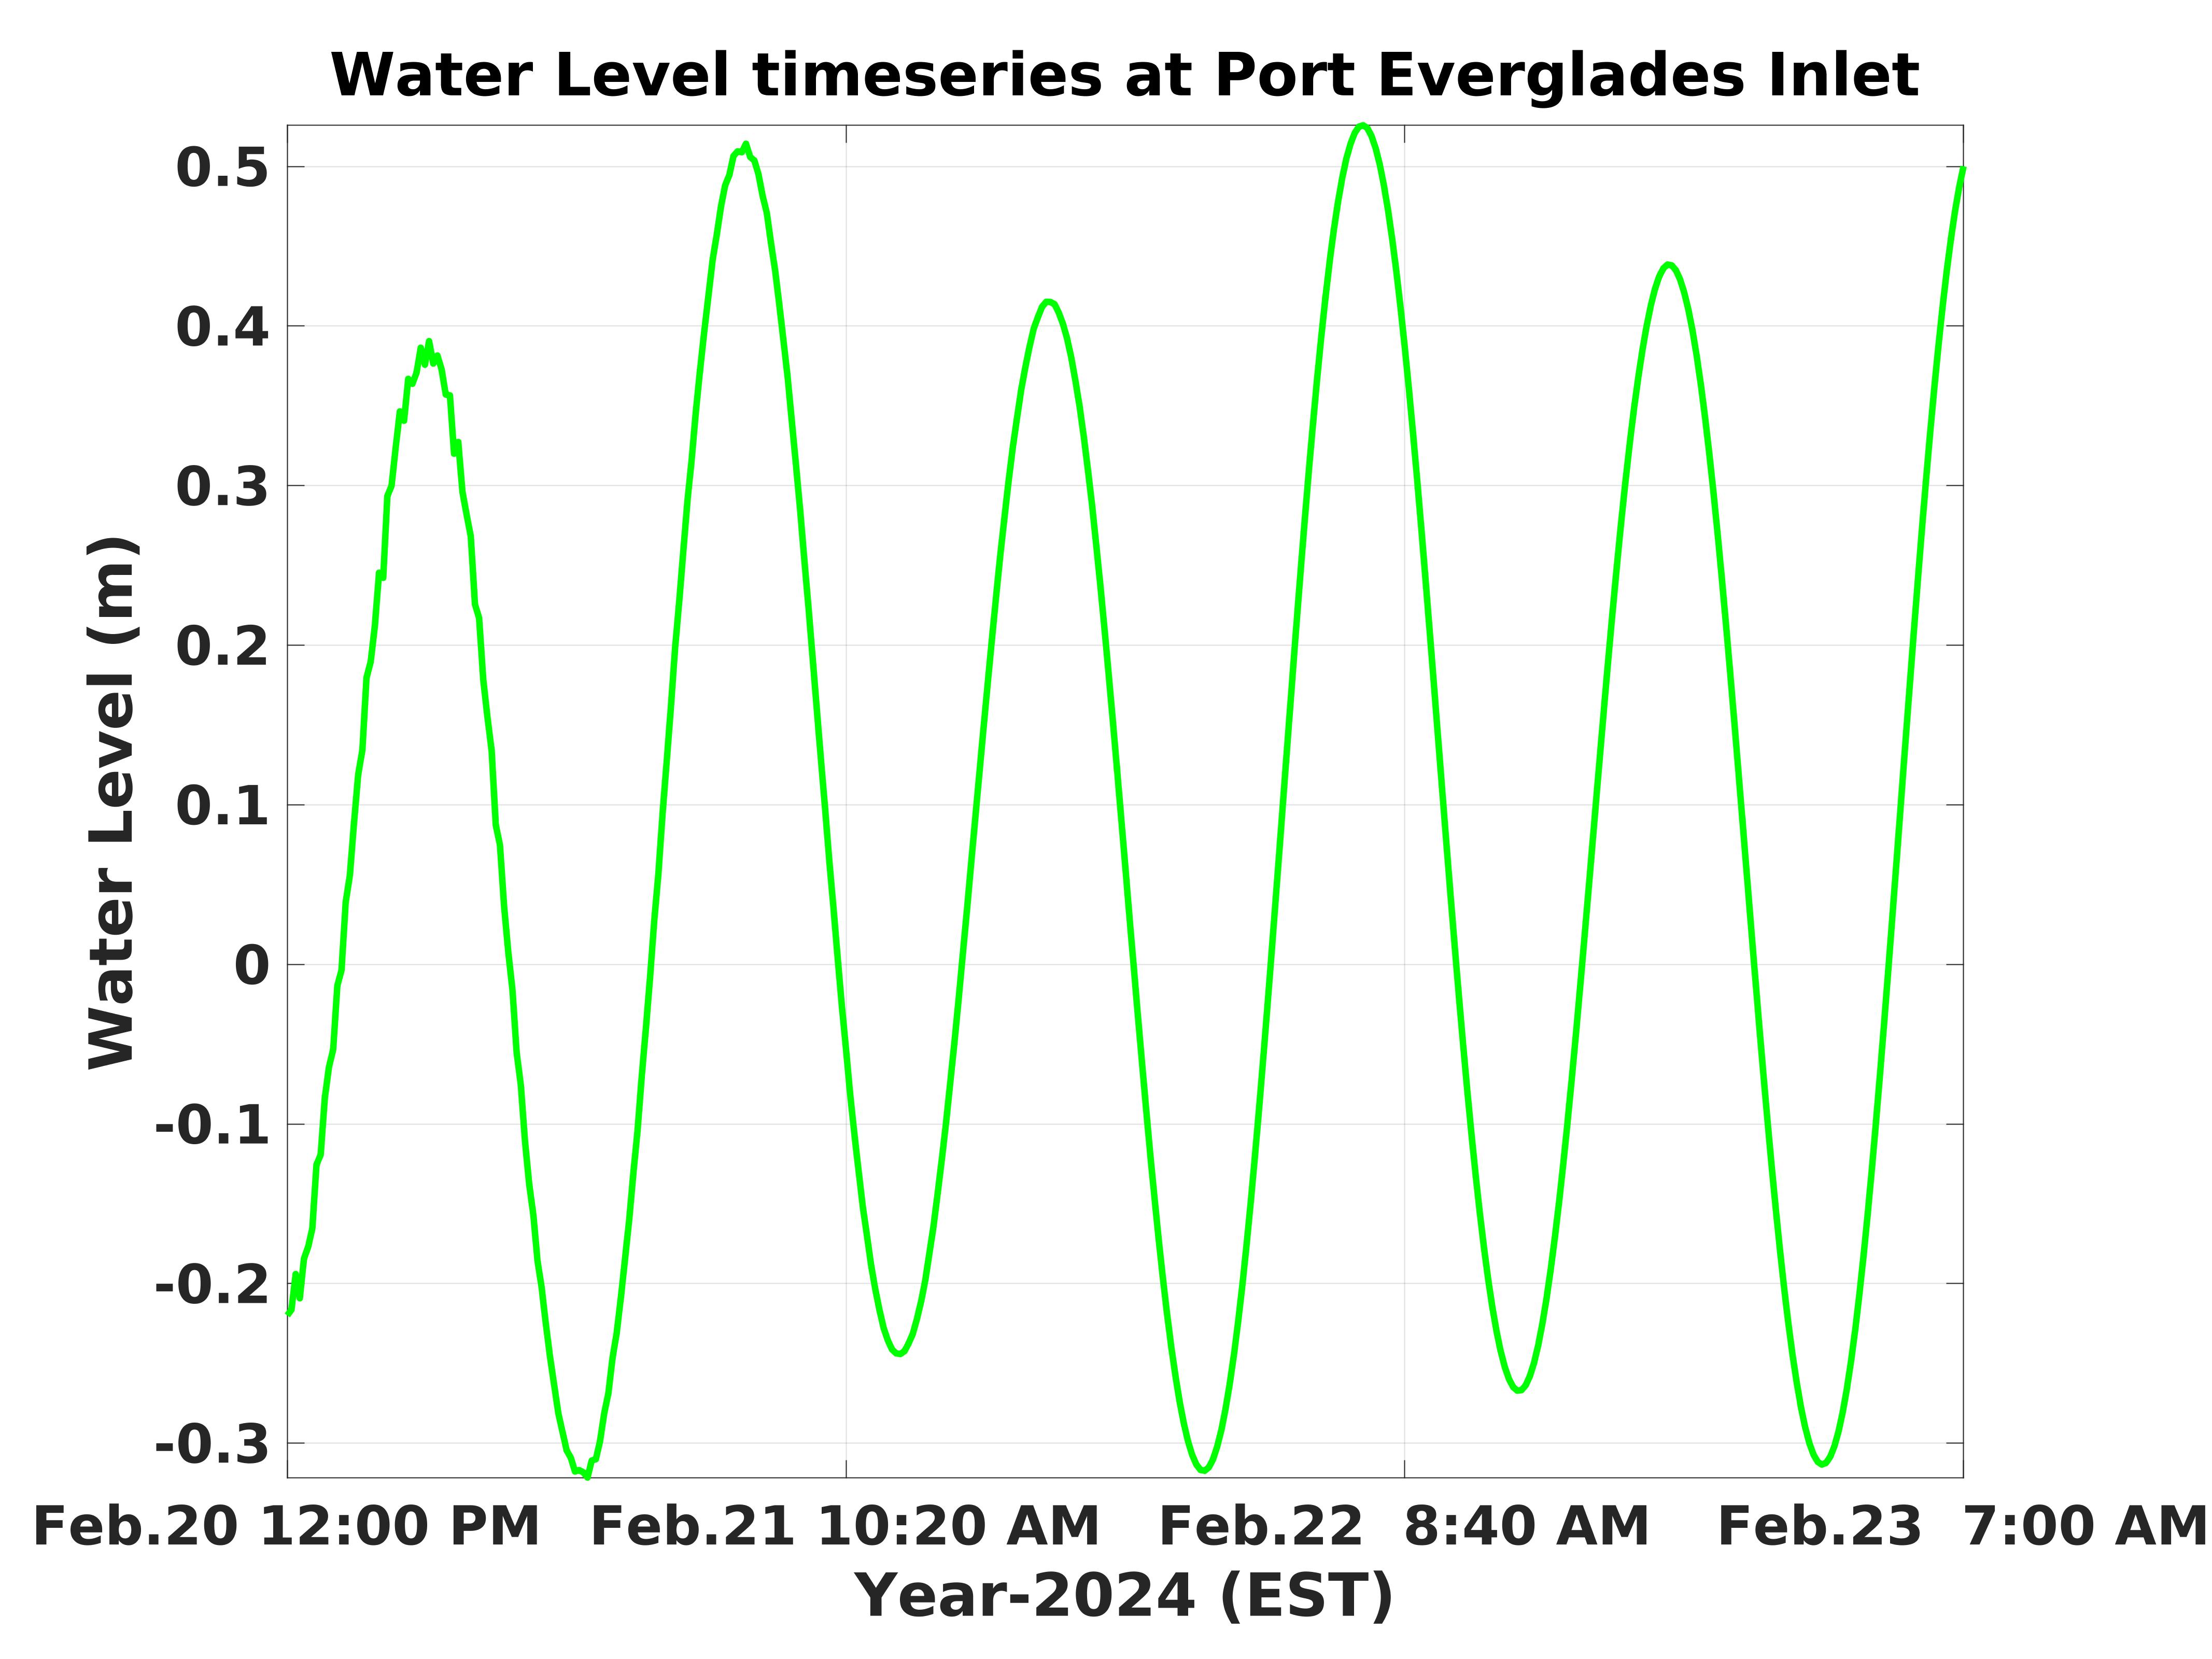 Water Level timeseries at Port Everglades Inlet
Water Level (m)
0.5
0.4
0.3
0.2
0.1
0
-0.1
-0.2
-0.3
Feb.20 12:00 PM Feb.21 10:20 AM Feb.22 8:40 AM Feb.23 7:00 AM
Year-2024 (EST)